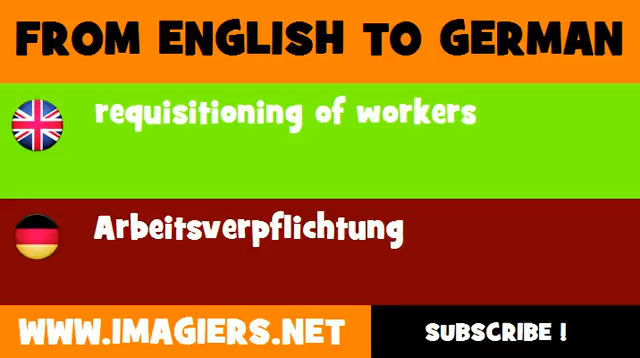 FROM ENGLISH TO GERMAN
requisitioning of workers
Arbeitsverpflichtung
WWW.IMAGIERS.NET
SUBSCRIBE !